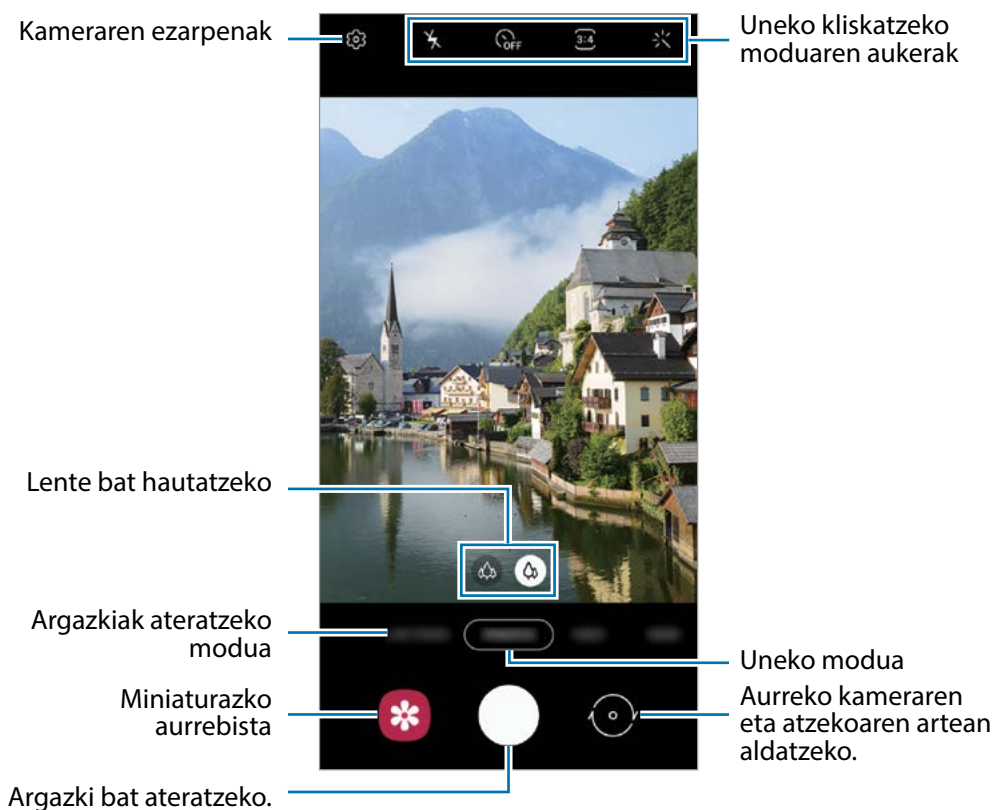 Kameraren ezarpenak
OFF
3:4
Uneko kliskatzeko
moduaren aukerak
Lente bat hautatzeko
Argazkiak ateratzeko
modua
Uneko modua
Miniaturazko
aurrebista
Aurreko kameraren
eta atzekoaren artean
aldatzeko.
Argazki bat ateratzeko.